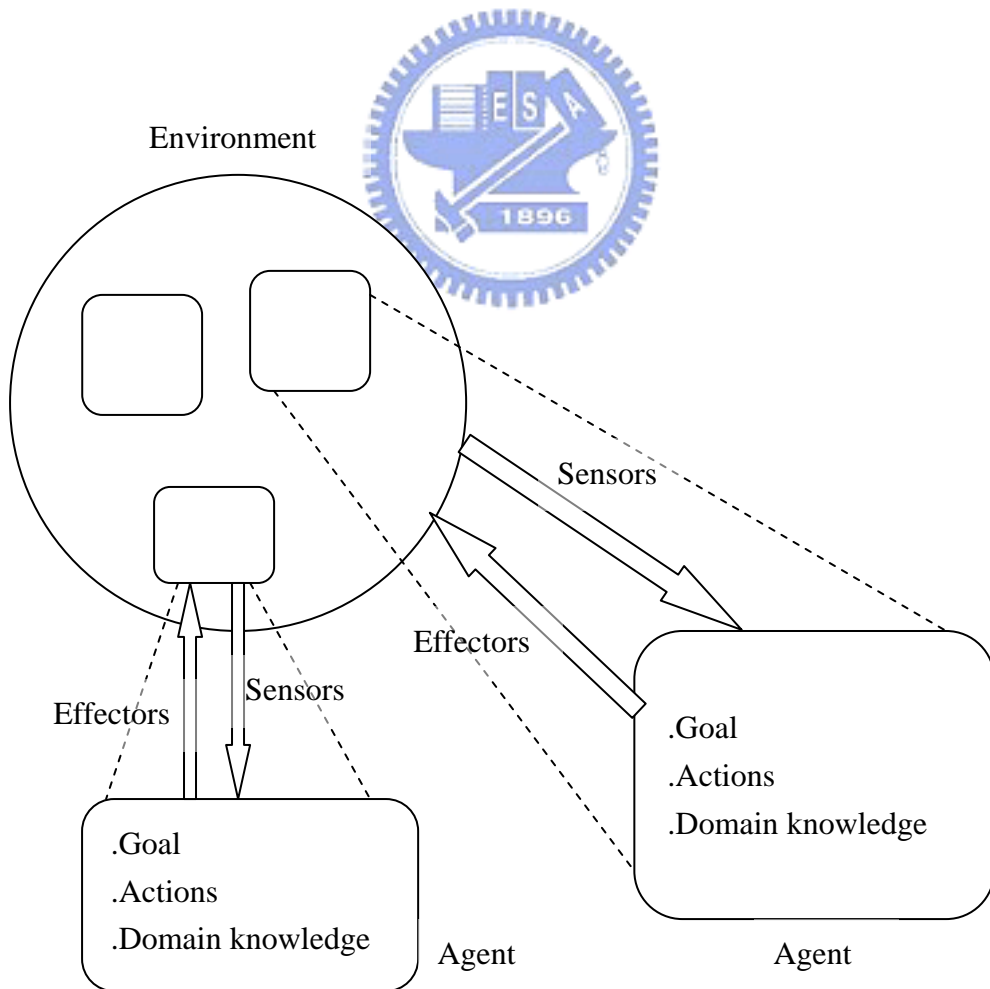 E S A
1896
Environment
Sensors
Effectors
Sensors
Effectors
.Goal
.Actions
.Domain knowledge
Agent
.Goal
.Actions
.Domain knowledge
Agent